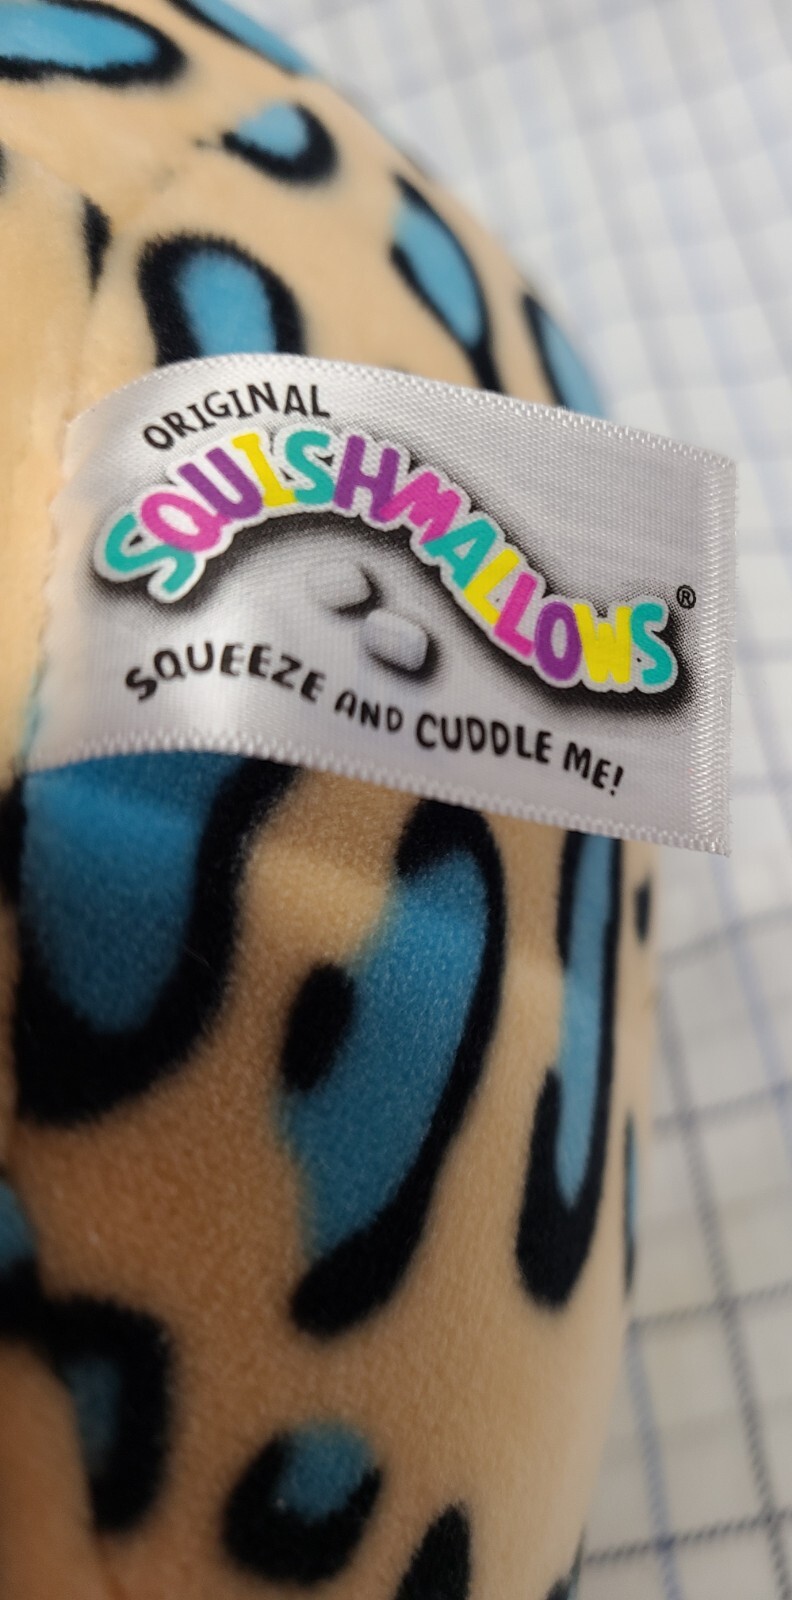 ORIGINAL
SQUISHMALLOWS®
SQUEEZE AND CUDDLE ME!